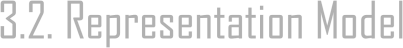 3.2. Representation Model